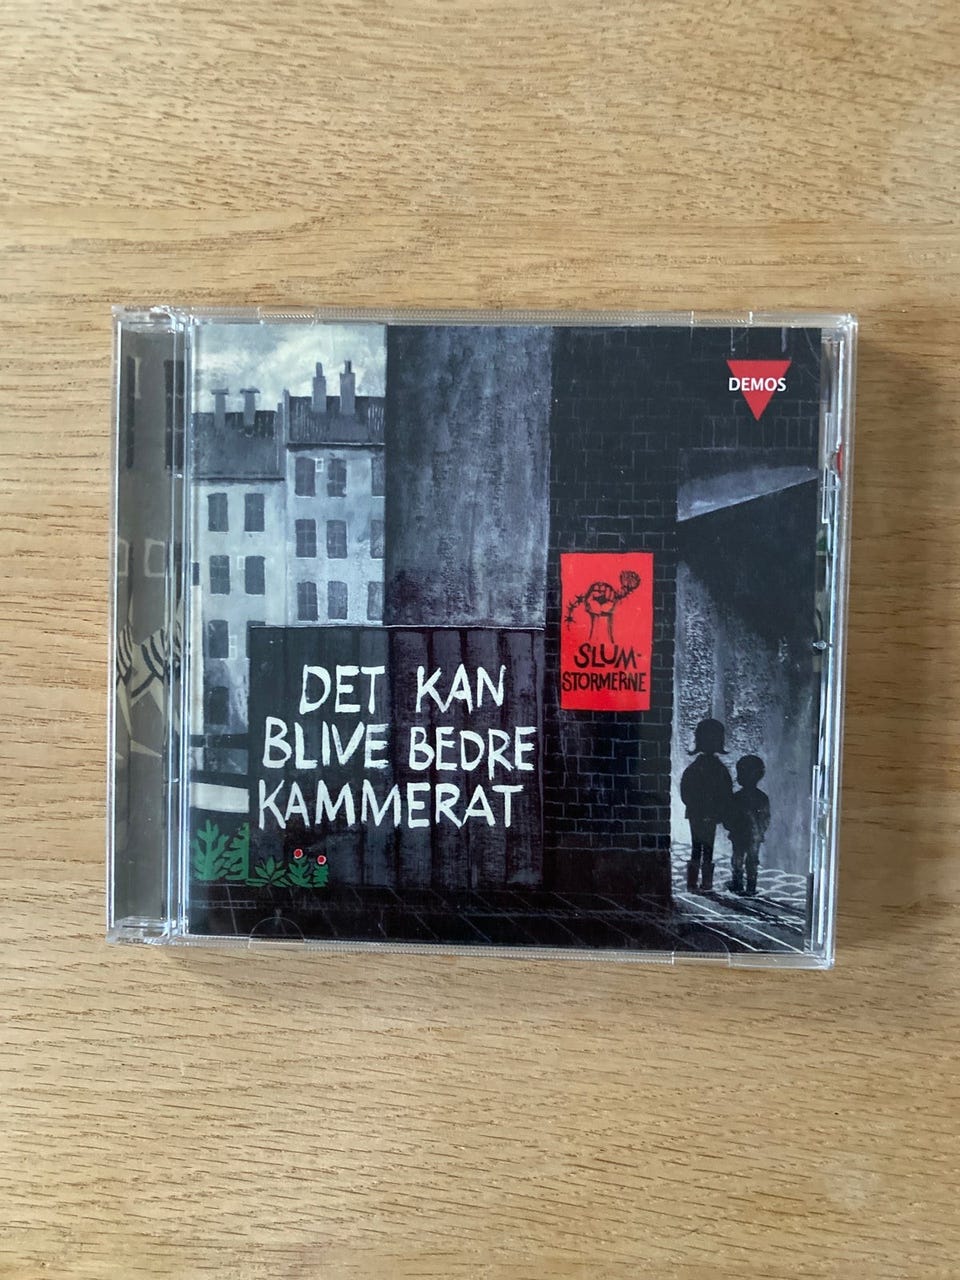 DEMOS
SLUM-
STORMERNE
DET KAN
BLIVE BEDRE
KAMMERAT